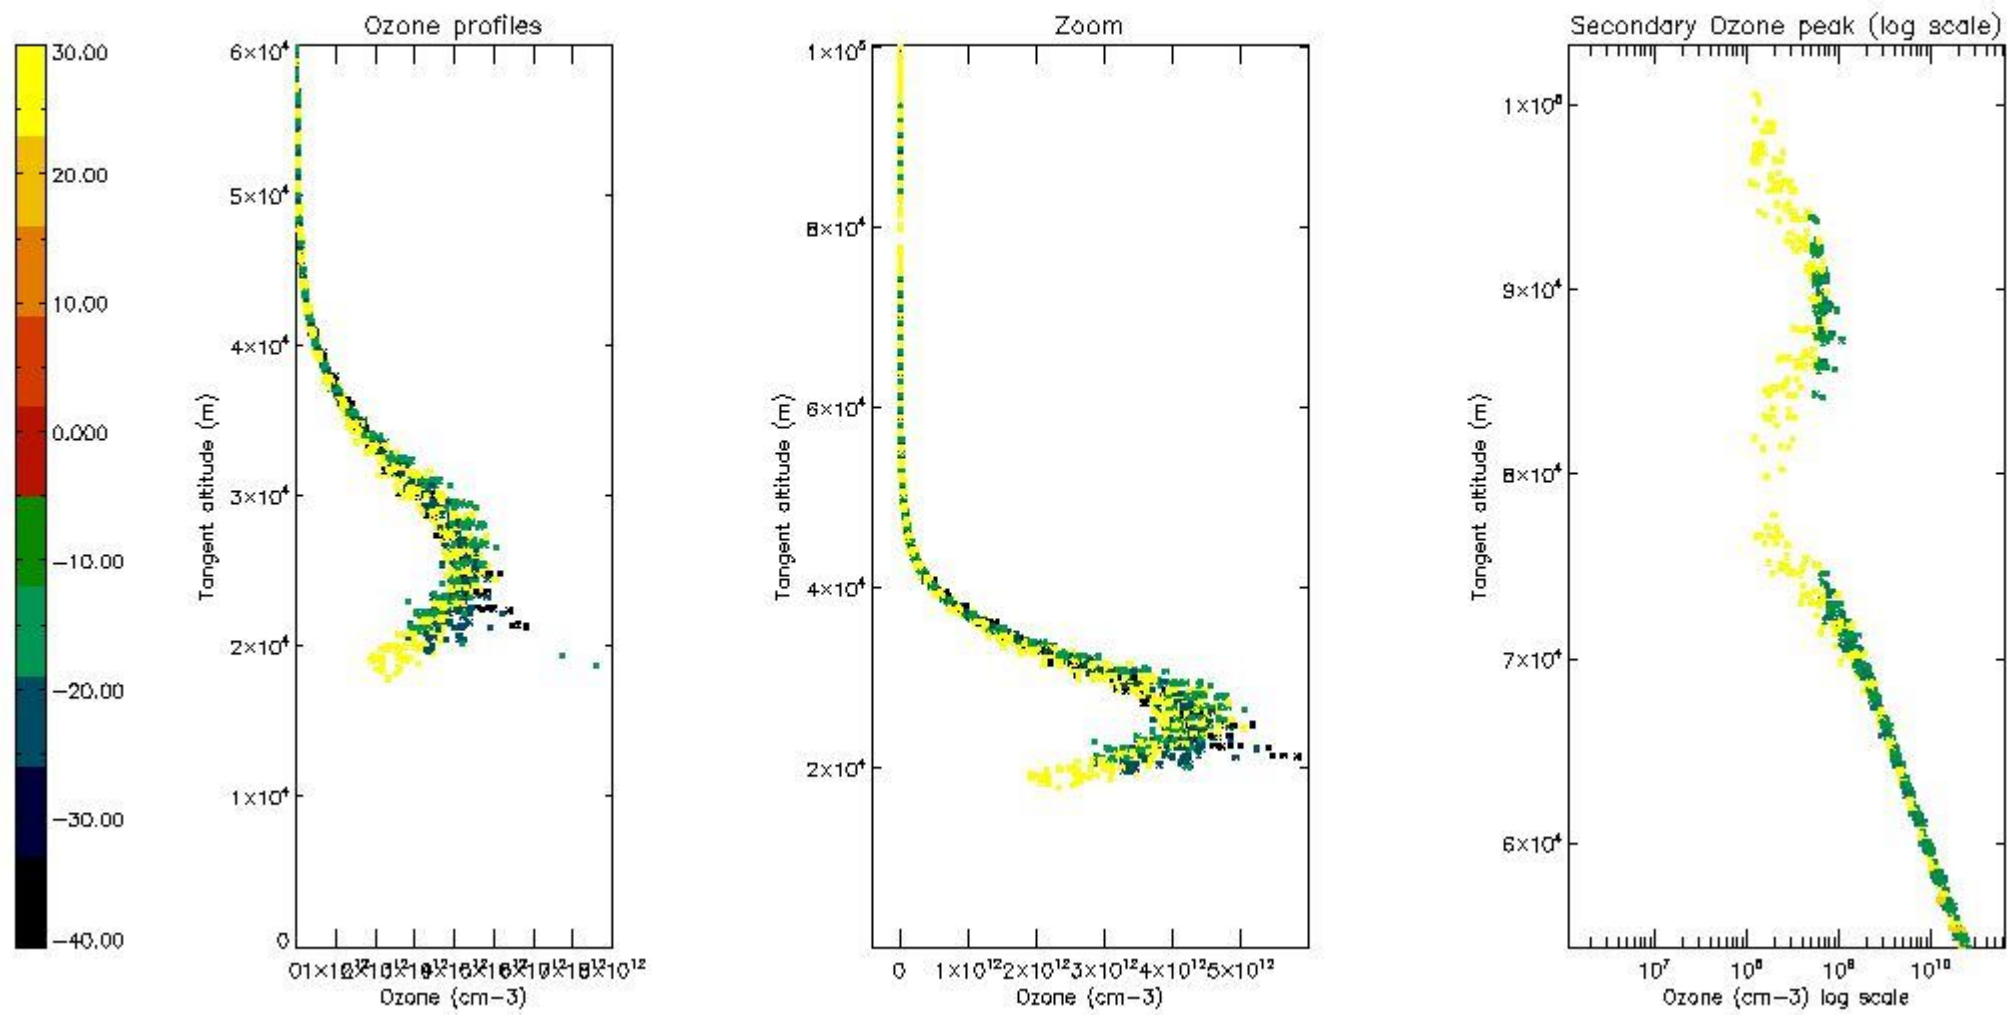 Ozone profiles
Zoom
Secondary Ozone peak (log scale)
30.00
20.00
10.00
0.000
−10.00
−20.00
−30.00
−40.00
6×10⁴
5×10⁴
4×10⁴
3×10⁴
2×10⁴
1×10⁴
0
Tangent altitude (m)
Ozone (cm−3)
1×10⁵
8×10⁴
6×10⁴
4×10⁴
2×10⁴
Tangent altitude (m)
0 1×10¹² 2×10¹² 3×10¹² 4×10¹² 5×10¹²
Ozone (cm−3)
9×10⁴
8×10⁴
7×10⁴
6×10⁴
Tangent altitude (m)
10⁷ 10⁸ 10⁹ 10¹⁰
Ozone (cm−3) log scale